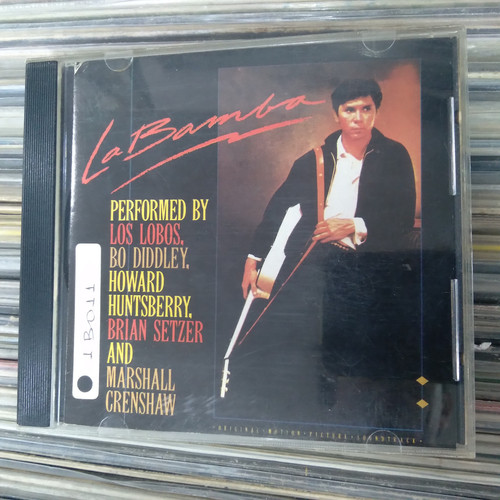 La Bamba
PERFORMED BY
LOS LOBOS,
BO DIDDLEY,
HOWARD
HUNTSBERRY,
BRIAN SETZER
AND
MARSHALL
CRENSHAW
• ORIGINAL • MOTION • PICTURE • SOUNDTRACK •